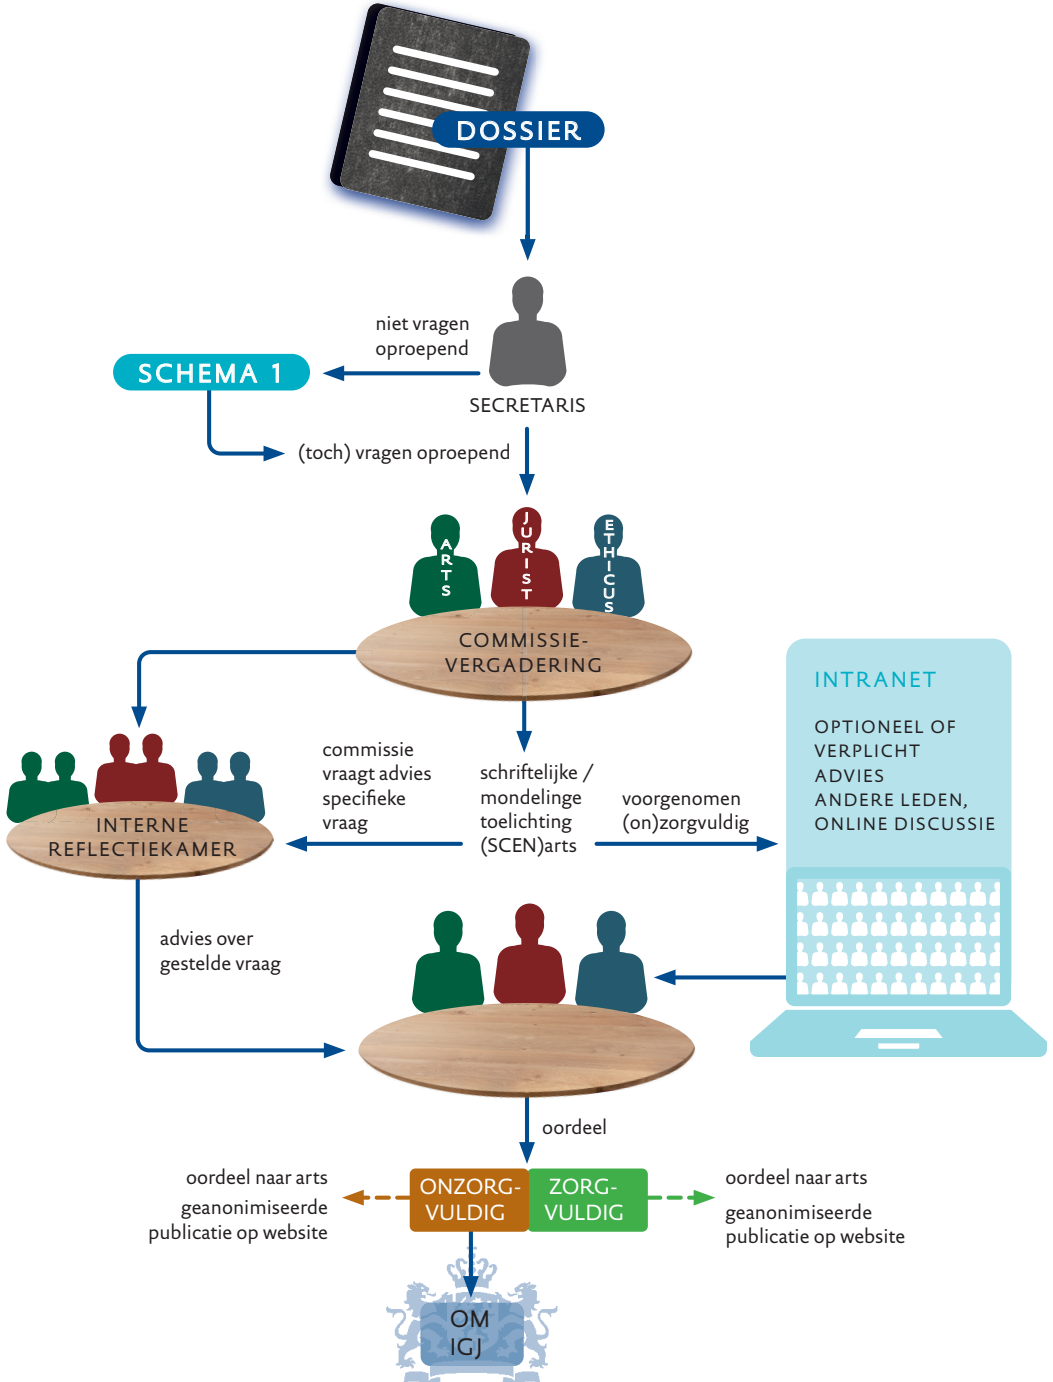 DOSSIER
niet vragen
oproepend
SCHEMA 1
SECRETARIS
(toch) vragen oproepend
ARTS
JURIST
ETHICUS
COMMISSIE-
VERGADERING
INTRANET
OPTIONEEL OF
VERPLICHT
ADVIES
ANDERE LEDEN,
ONLINE DISCUSSIE
commissie
vraagt advies
specifieke
vraag
schriftelijke /
mondelinge
toelichting
(SCEN)arts
voorgenomen
(on)zorgvuldig
INTERNE
REFLECTIEKAMER
advies over
gestelde vraag
oordeel
oordeel naar arts
geanonimiseerde
publicatie op website
ONZORG-
VULDIG
ZORG-
VULDIG
oordeel naar arts
geanonimiseerde
publicatie op website
OM
IGJ